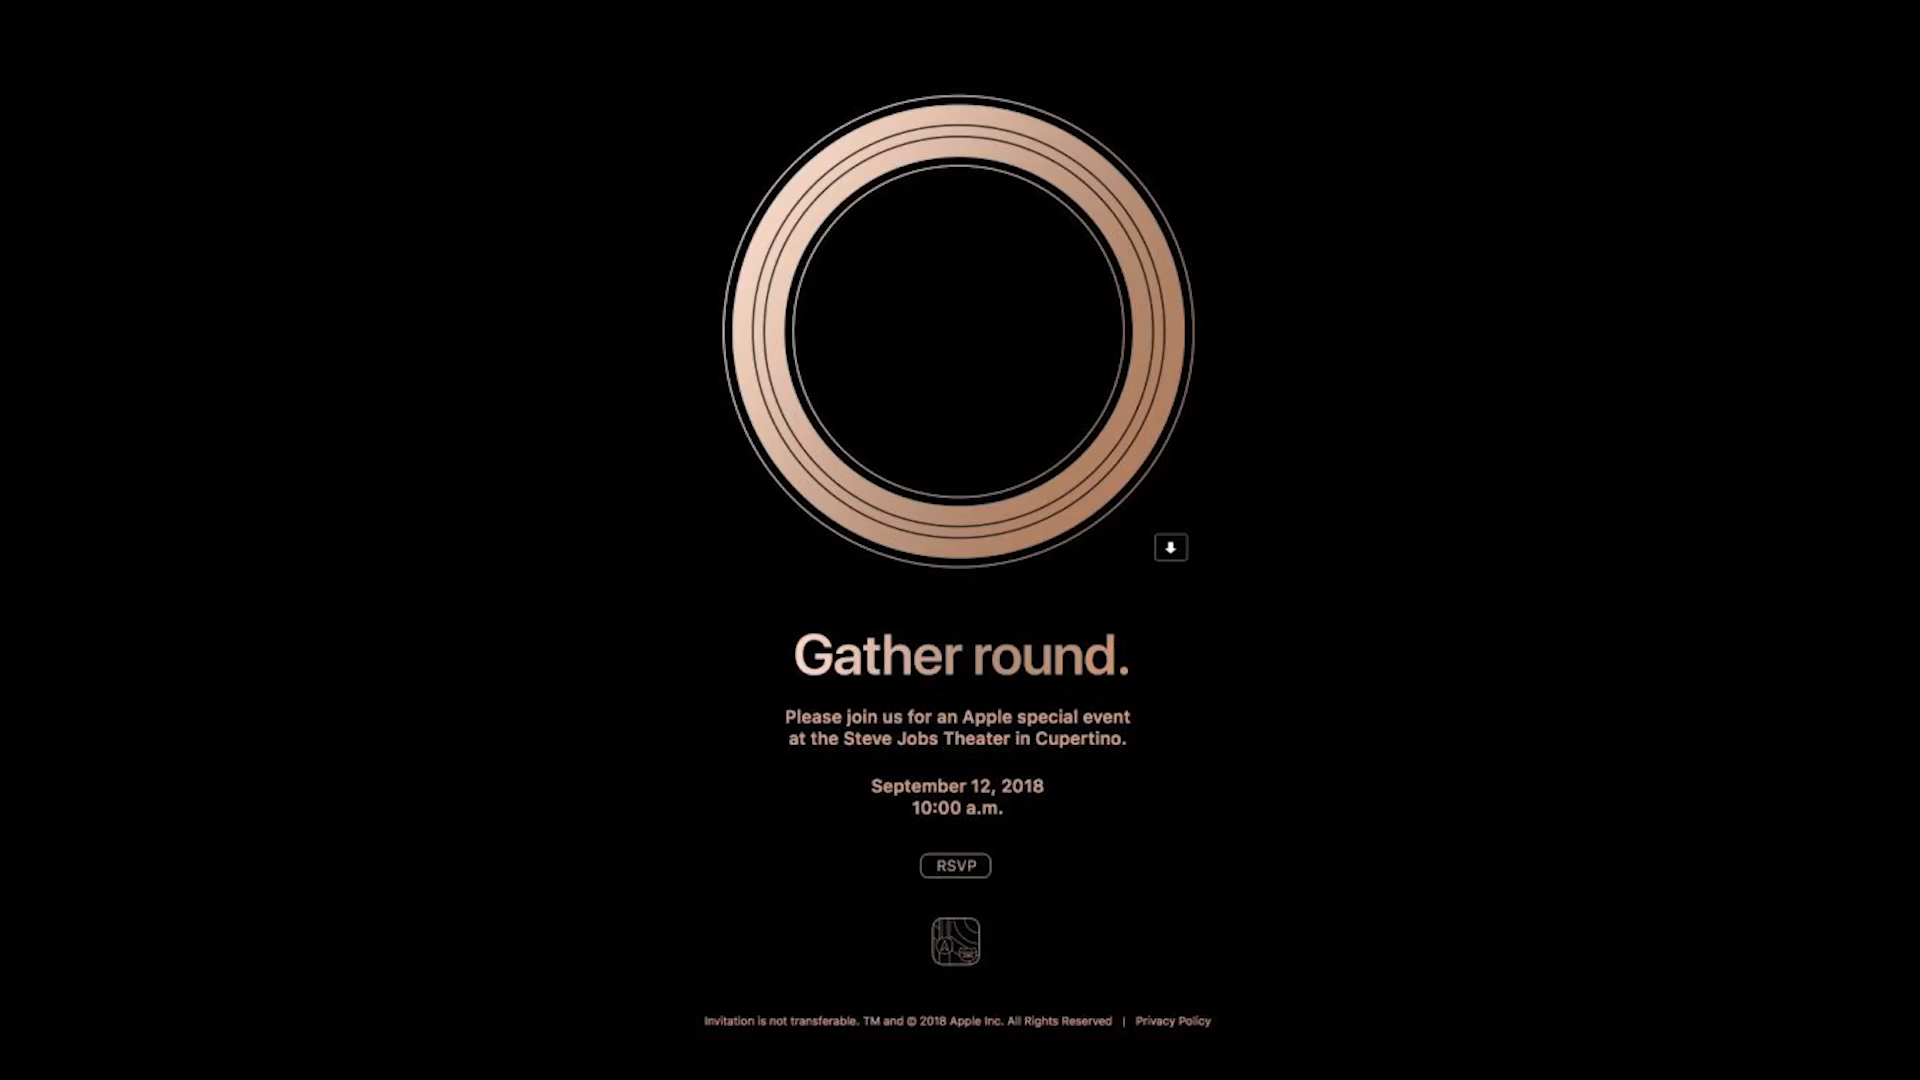 Gather round.
Please join us for an Apple special event
at the Steve Jobs Theater in Cupertino.
September 12, 2018
10:00 a.m.
RSVP
Invitation is not transferable. TM and © 2018 Apple Inc. All Rights Reserved | Privacy Policy